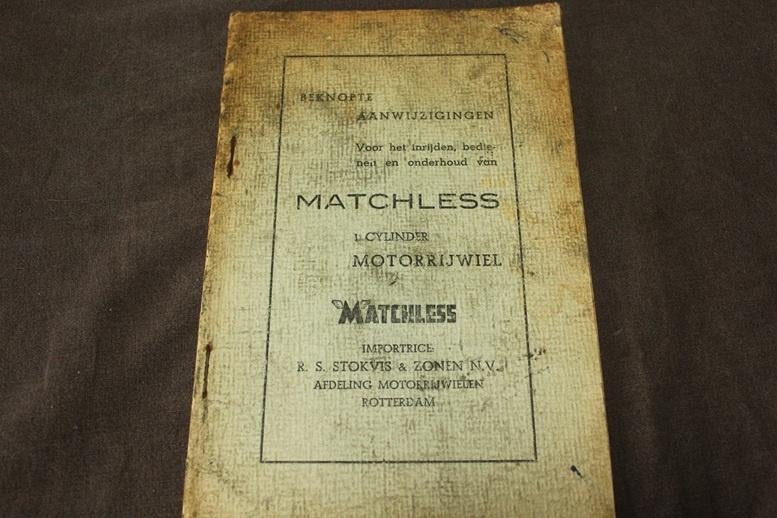 BEKNOPTE
AANWIJZIGINGEN
Voor het inrijden, bedie-
nen en onderhoud van
MATCHLESS
1 CYLINDER
MOTORRIJWIEL
MATCHLESS
IMPORTRICE:
R. S. STOKVIS & ZONEN N.V.
AFDELING MOTORRIJWIELEN
ROTTERDAM